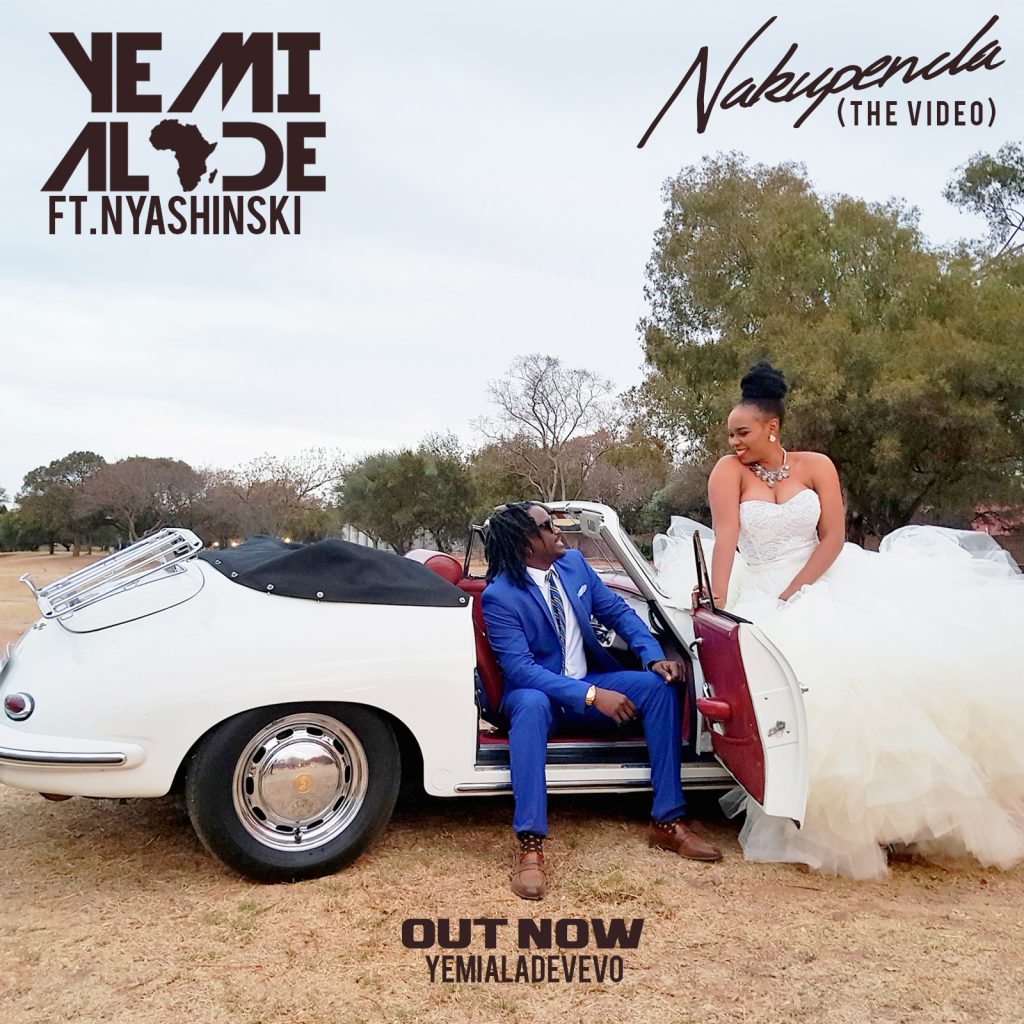 YEMI
ALADE
FT.NYASHINSKI
Nakupenda
(THE VIDEO)
OUT NOW
YEMIALADEVEVO